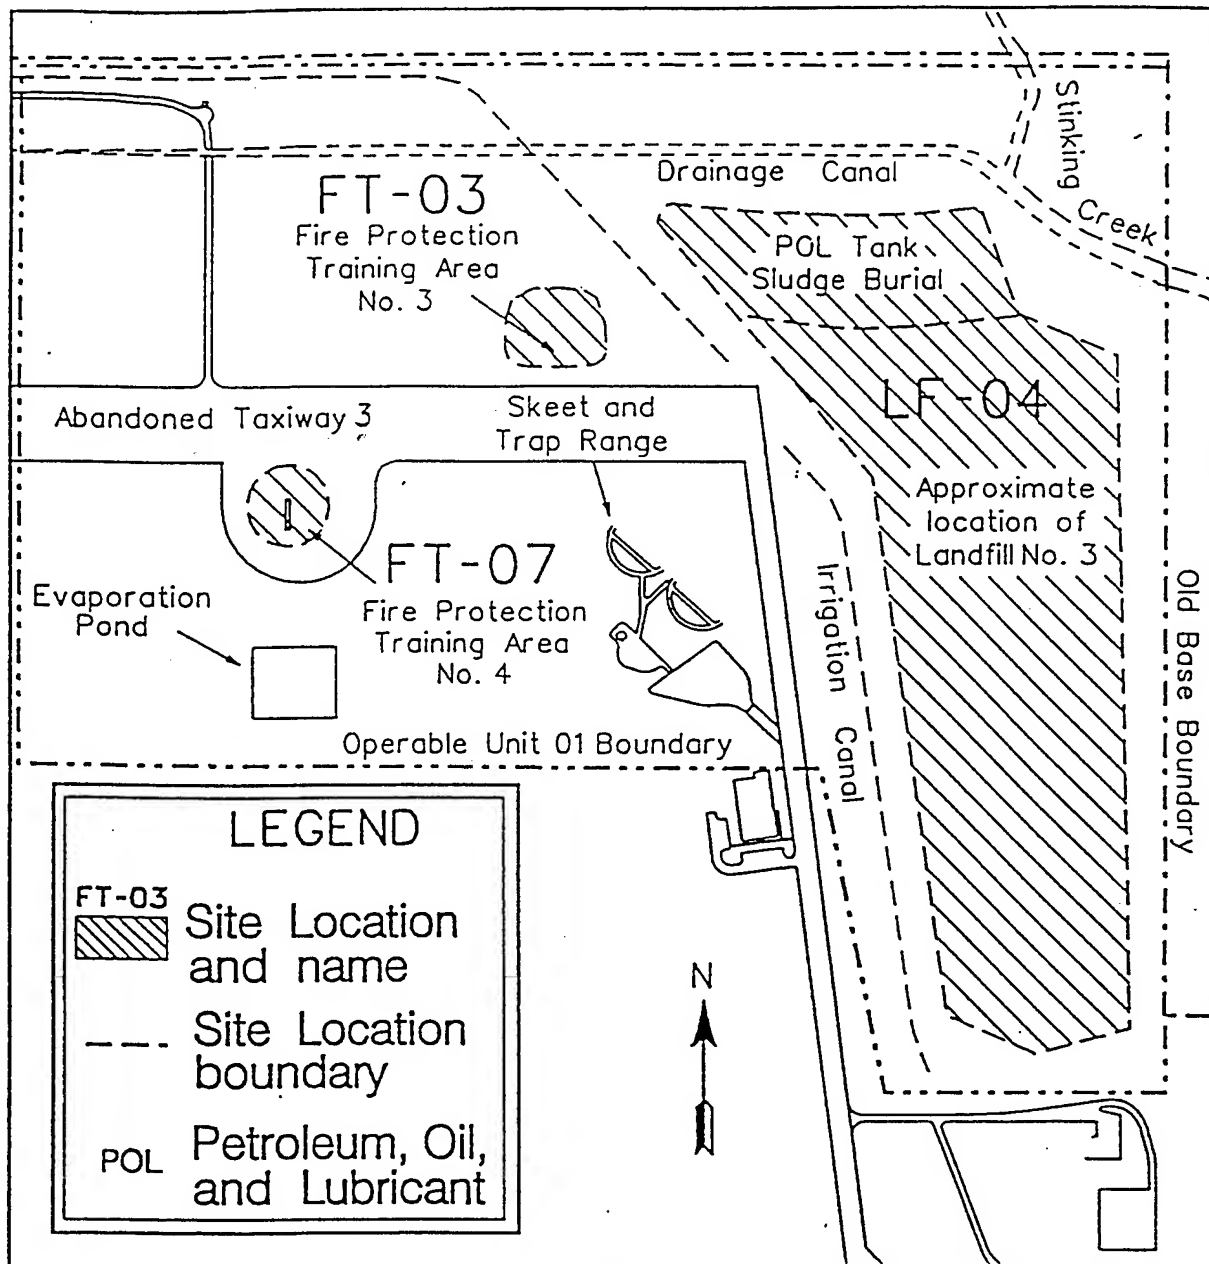 Stinking
Creek
Drainage Canal
FT-03
Fire Protection
Training Area
No. 3
POL Tank
Sludge Burial
LF-04
Abandoned Taxiway 3
Skeet and
Trap Range
Approximate
location of
Landfill No. 3
FT-07
Fire Protection
Training Area
No. 4
Evaporation
Pond
Irrigation Canal
Old Base Boundary
Operable Unit 01 Boundary
LEGEND
FT-03
Site Location
and name
Site Location
boundary
POL Petroleum, Oil,
and Lubricant
N